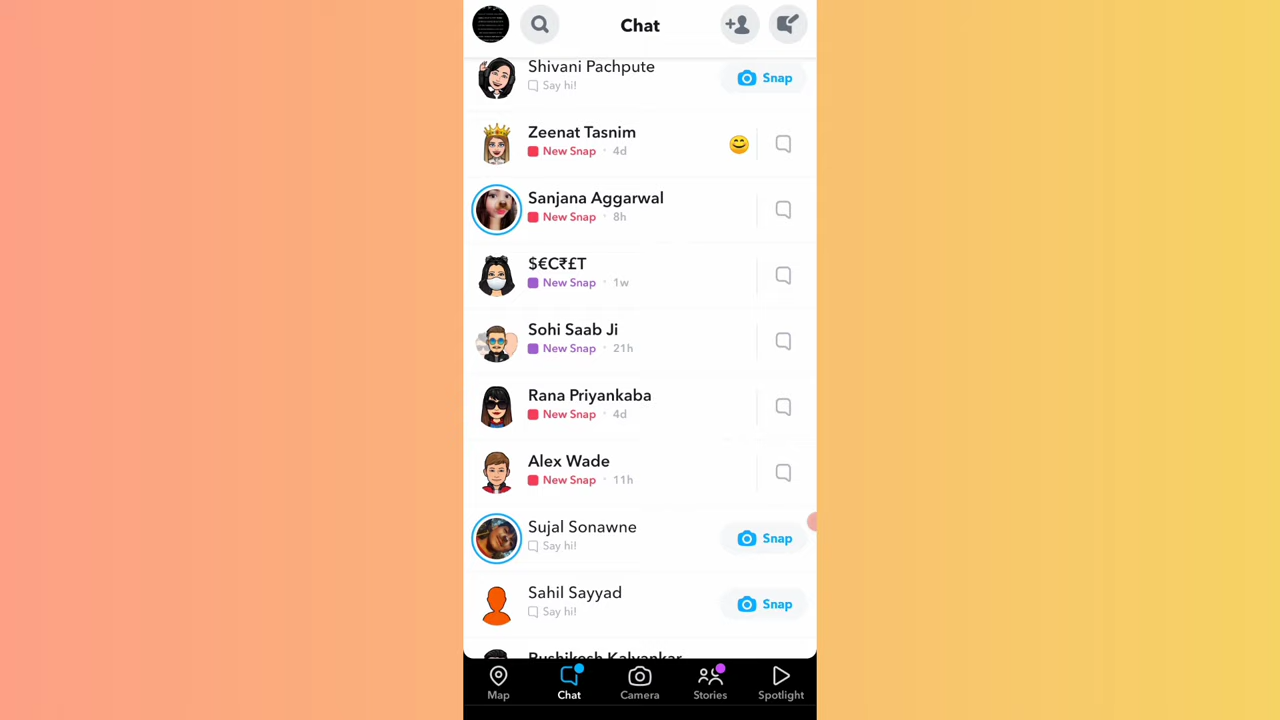 Chat
Shivani Pachpute
Say hi!
Snap
Zeenat Tasnim
New Snap · 4d
Sanjana Aggarwal
New Snap · 8h
$€C₹£T
New Snap · 1w
Sohi Saab Ji
New Snap · 21h
Rana Priyankaba
New Snap · 4d
Alex Wade
New Snap · 11h
Sujal Sonawne
Say hi!
Snap
Sahil Sayyad
Say hi!
Snap
Rushikesh Kalyankar
Map
Chat
Camera
Stories
Spotlight